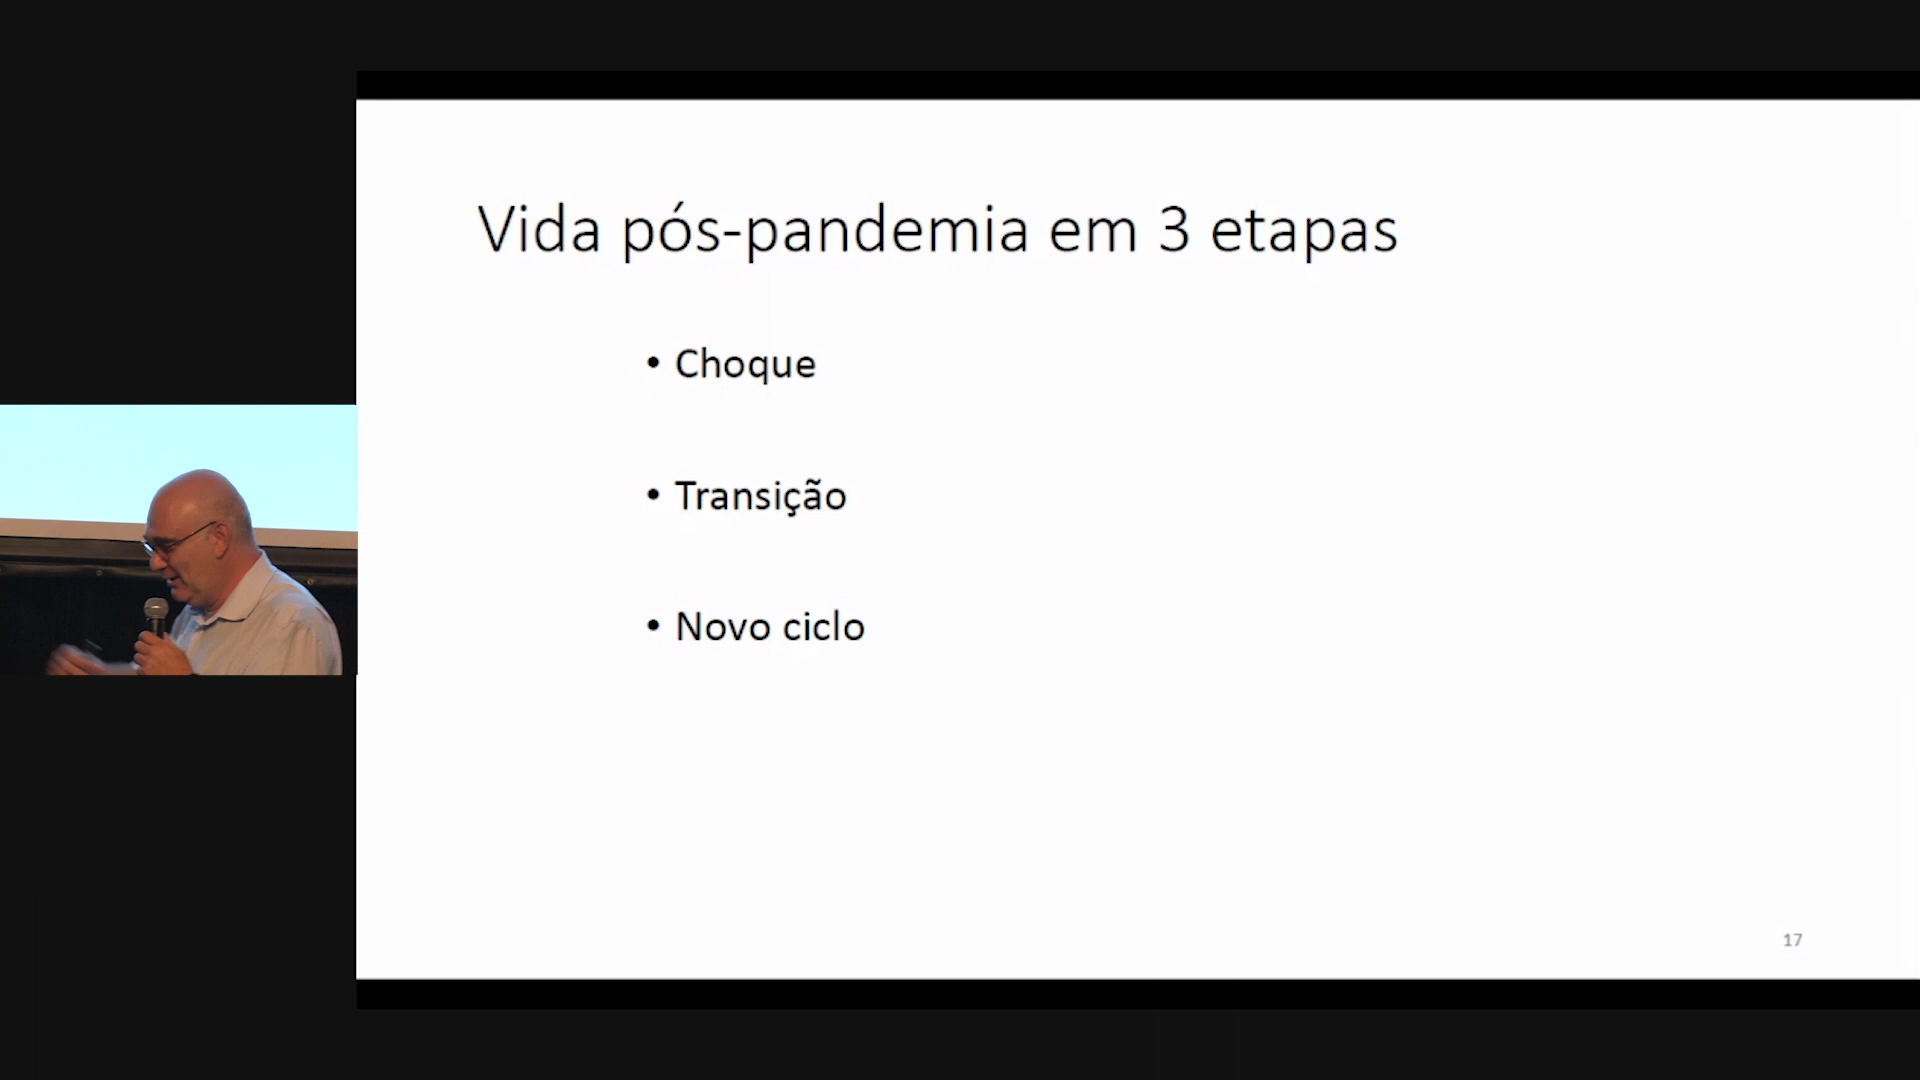 Vida pós-pandemia em 3 etapas
• Choque
• Transição
• Novo ciclo
17